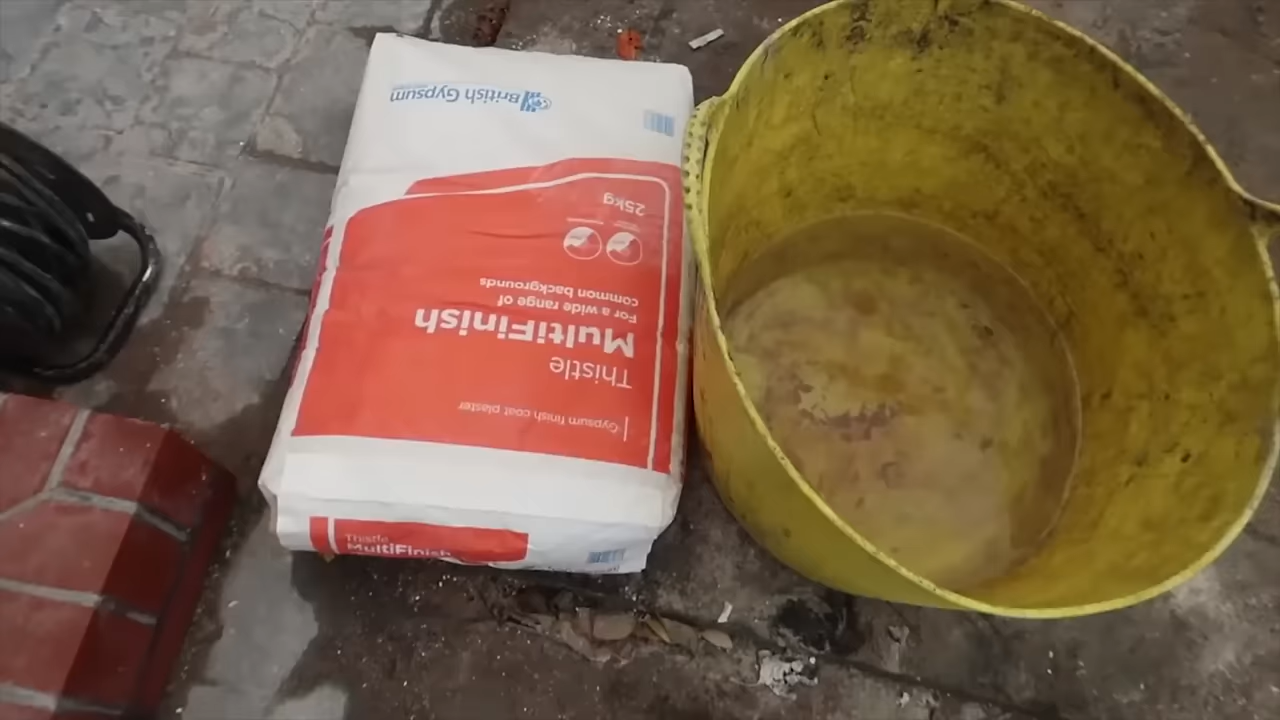 Gypsum finish coat plaster
Thistle
MultiFinish
For a wide range of
common backgrounds
25kg
British Gypsum
Thistle
MultiFinish